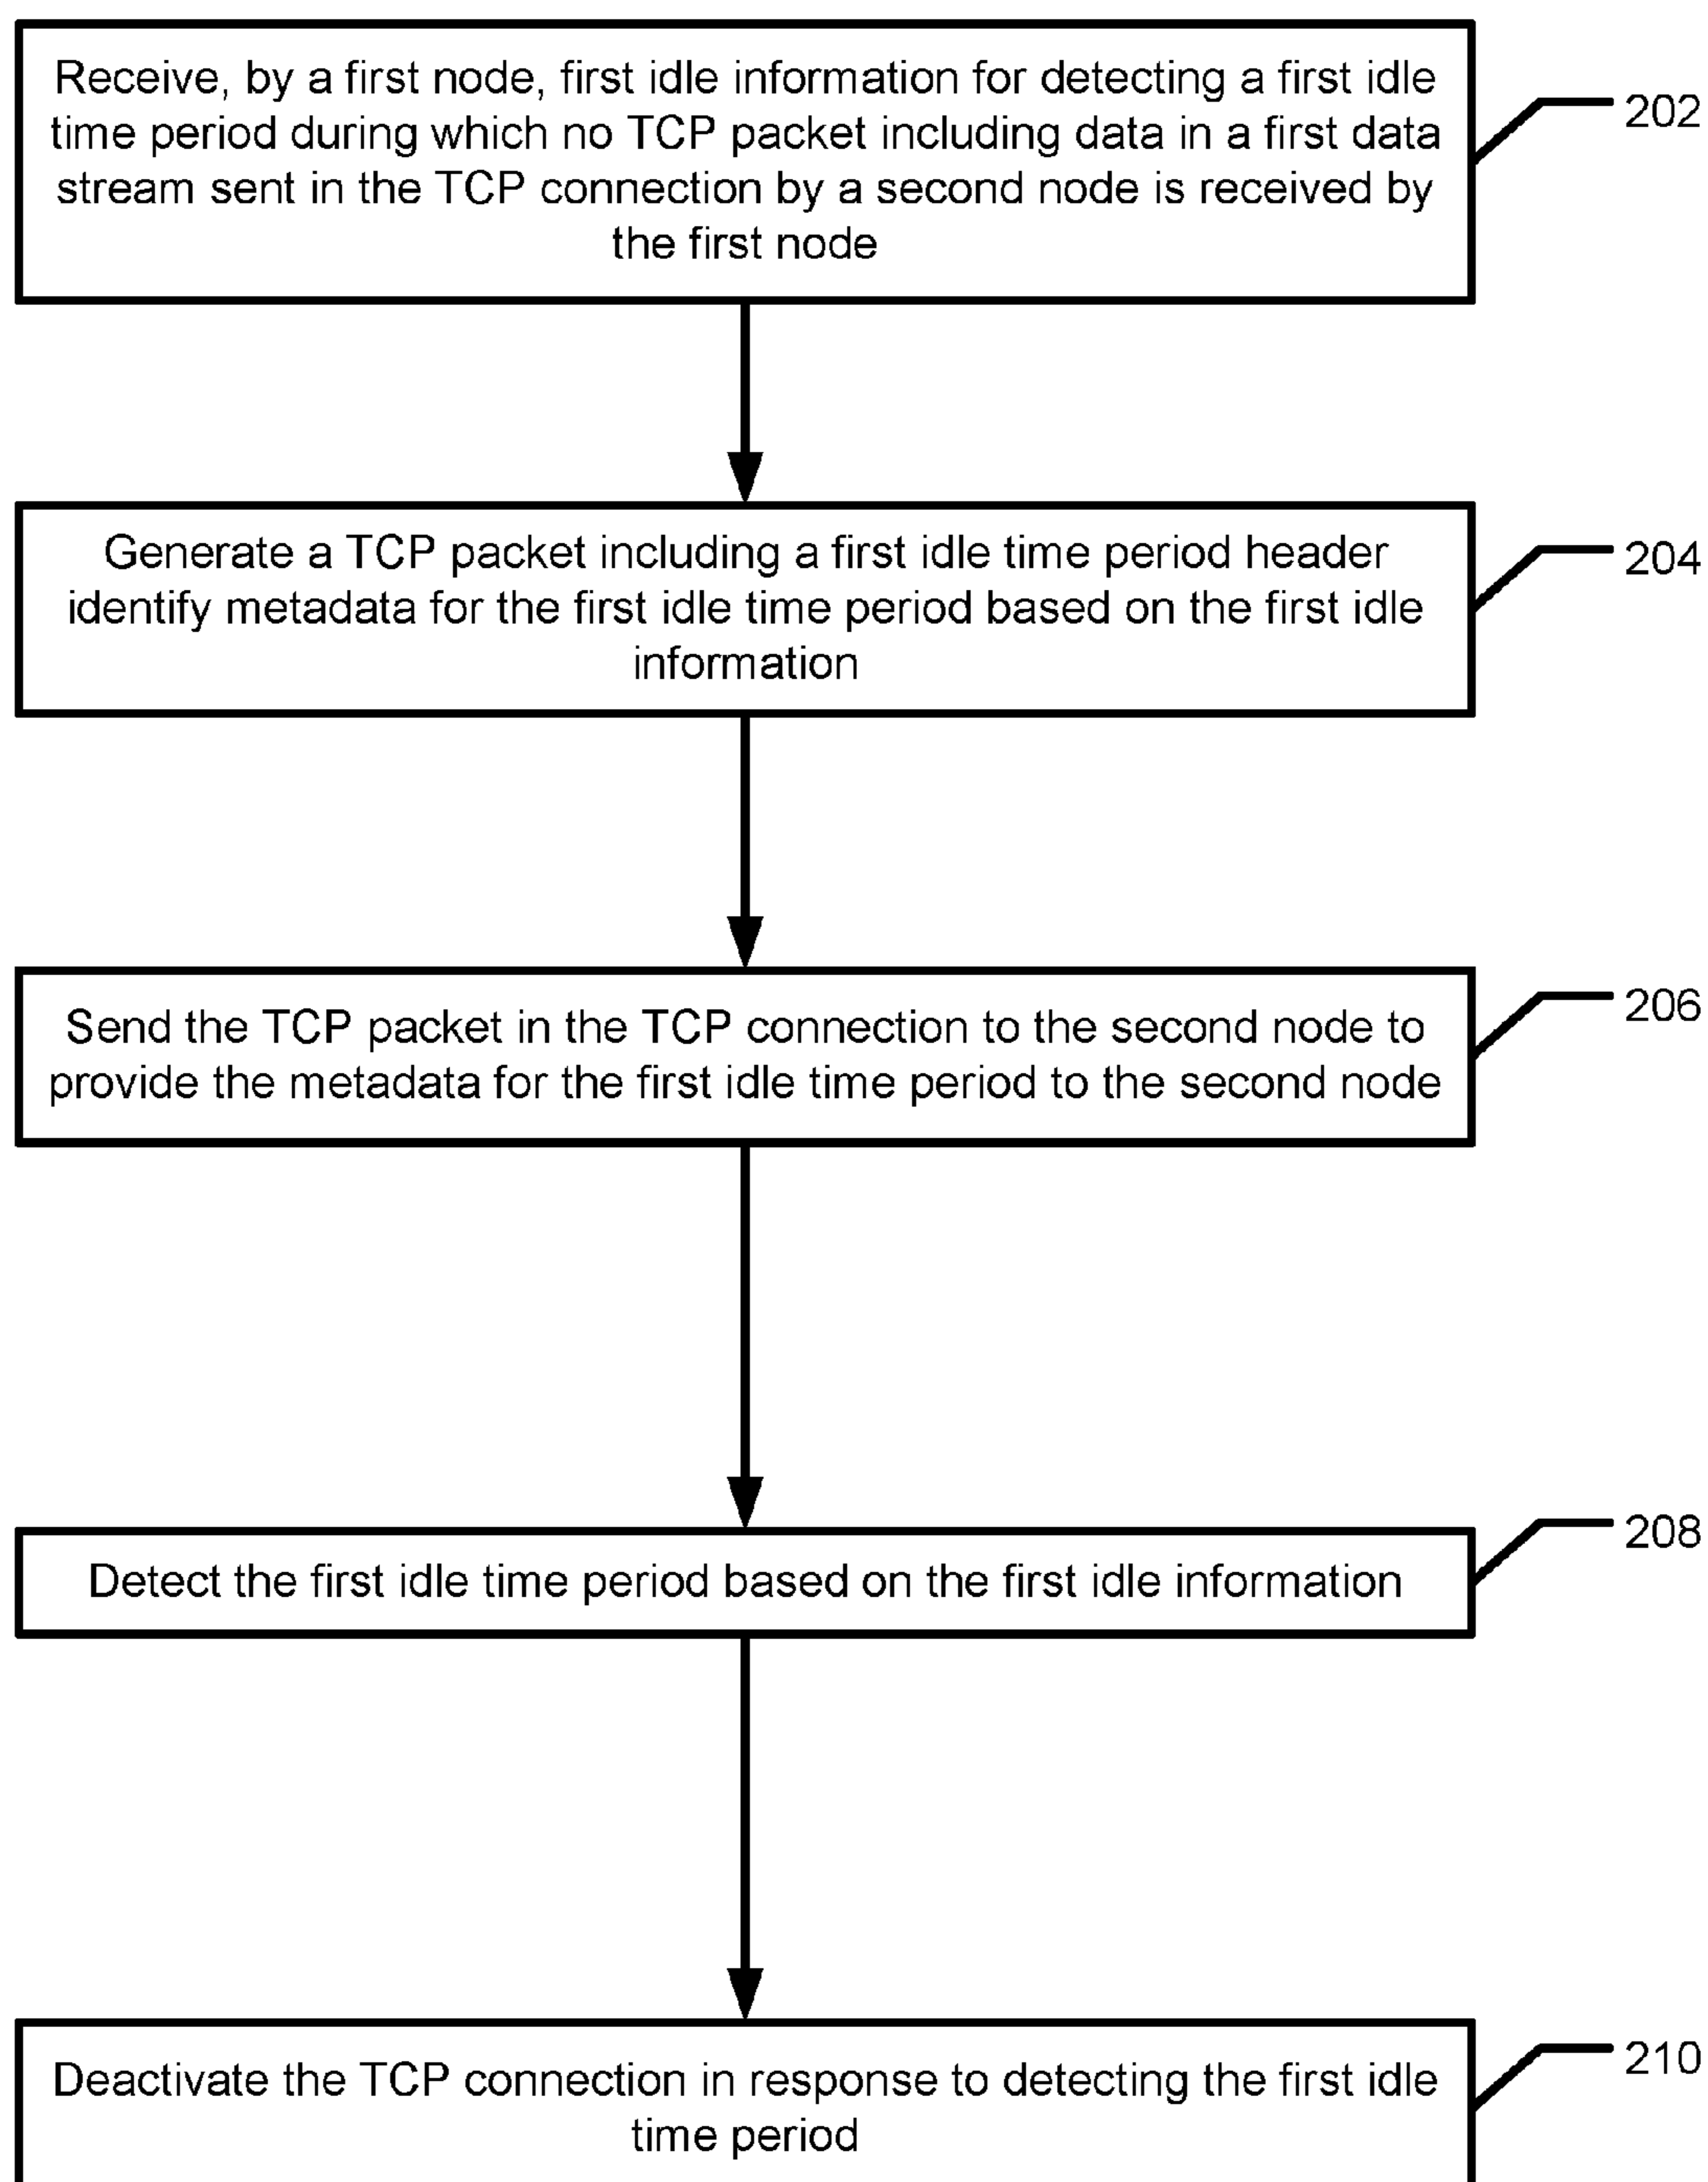 Receive, by a first node, first idle information for detecting a first idle
time period during which no TCP packet including data in a first data
stream sent in the TCP connection by a second node is received by
the first node
202
Generate a TCP packet including a first idle time period header
identify metadata for the first idle time period based on the first idle
information
204
Send the TCP packet in the TCP connection to the second node to
provide the metadata for the first idle time period to the second node
206
Detect the first idle time period based on the first idle information
208
Deactivate the TCP connection in response to detecting the first idle
time period
210